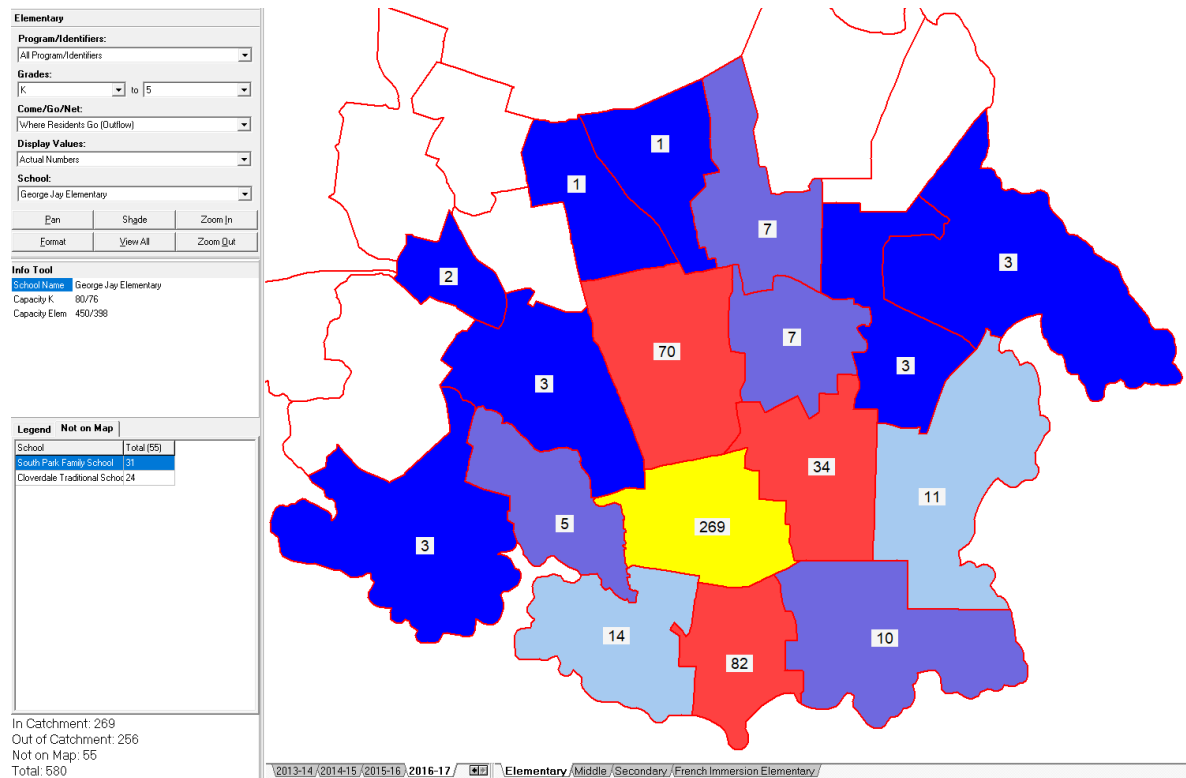 Elementary
Program/Identifiers:
All Program/Identifiers
Grades:
K to 5
Come/Go/Net:
Where Residents Go (Outflow)
Display Values:
Actual Numbers
School:
George Jay Elementary
Pan Shade Zoom In
Format View All Zoom Out
Info Tool
School Name George Jay Elementary
Capacity K 80/76
Capacity Elem 450/398
Legend Not on Map
School Total (55)
South Park Family School 31
Cloverdale Traditional Schoo 24
In Catchment: 269
Out of Catchment: 256
Not on Map: 55
Total: 580
1
1
7
2
3
70
7
3
3
34
11
3
5
269
14
82
10
2013-14 2014-15 2015-16 2016-17 Elementary Middle Secondary French Immersion Elementary